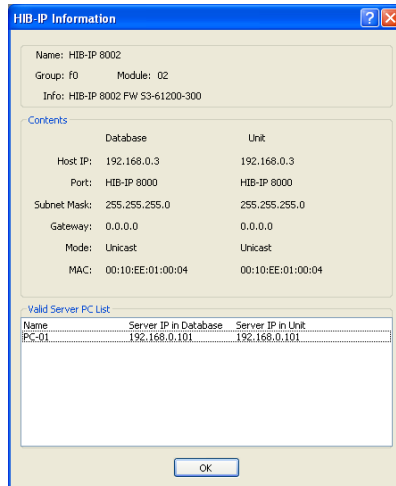 HIB-IP Information
Name: HIB-IP 8002
Group: f0 Module: 02
Info: HIB-IP 8002 FW S3-61200-300
Contents
Database Unit
Host IP: 192.168.0.3 192.168.0.3
Port: HIB-IP 8000 HIB-IP 8000
Subnet Mask: 255.255.255.0 255.255.255.0
Gateway: 0.0.0.0 0.0.0.0
Mode: Unicast Unicast
MAC: 00:10:EE:01:00:04 00:10:EE:01:00:04
Valid Server PC List
Name Server IP in Database Server IP in Unit
PC-01 192.168.0.101 192.168.0.101
OK